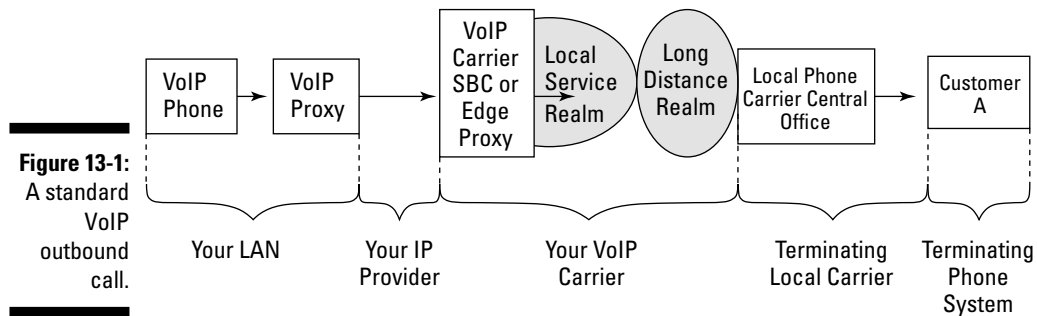 VoIP
Phone
VoIP
Proxy
VoIP
Carrier
SBC or
Edge
Proxy
Local
Service
Realm
Long
Distance
Realm
Local Phone
Carrier Central
Office
Customer
A
Figure 13-1:
A standard
VoIP
outbound
call.
Your LAN
Your IP
Provider
Your VoIP
Carrier
Terminating
Local Carrier
Terminating
Phone
System